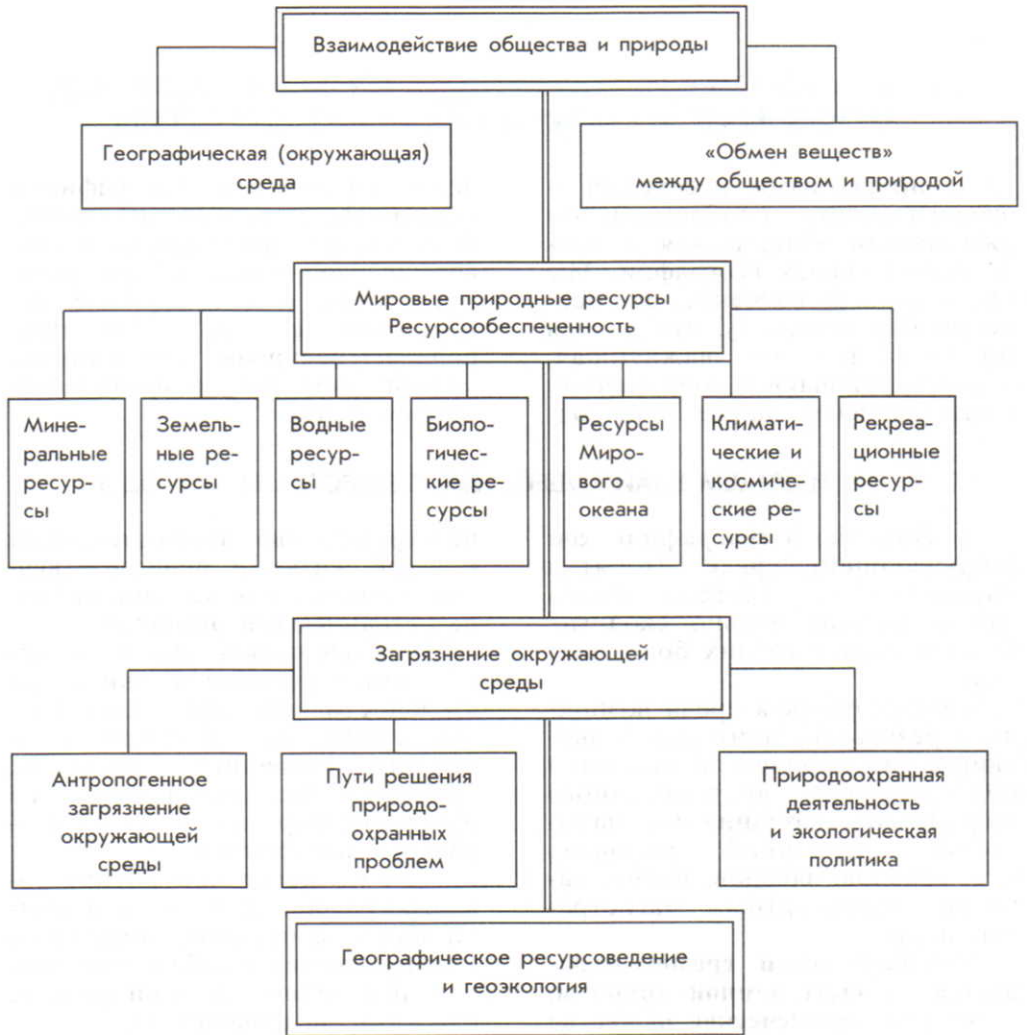 Взаимодействие общества и природы
Географическая (окружающая)
среда
«Обмен веществ»
между обществом и природой
Мировые природные ресурсы
Ресурсообеспеченность
Мине-
ральные
ресур-
сы
Земель-
ные ре-
сурсы
Водные
ресур-
сы
Биоло-
гичес-
кие ре-
сурсы
Ресурсы
Миро-
вого
океана
Климати-
ческие и
космиче-
ские ре-
сурсы
Рекреа-
ционные
ресур-
сы
Загрязнение окружающей
среды
Антропогенное
загрязнение
окружающей
среды
Пути решения
природо-
охранных
проблем
Природоохранная
деятельность
и экологическая
политика
Географическое ресурсоведение
и геоэкология